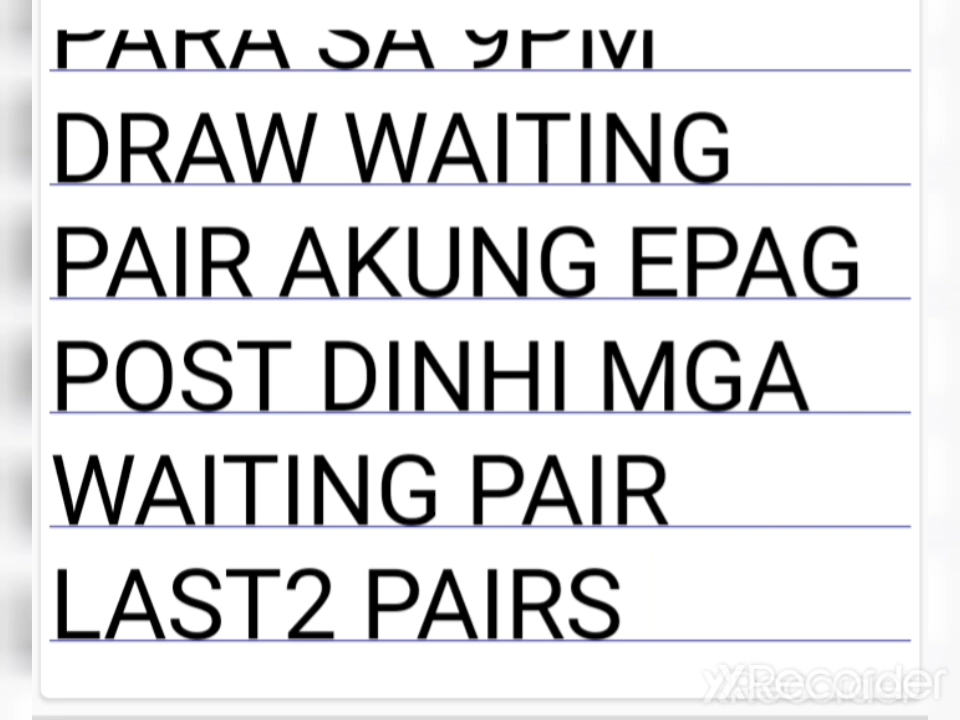 PARA SA 9PM
DRAW WAITING
PAIR AKUNG EPAG
POST DINHI MGA
WAITING PAIR
LAST2 PAIRS
XRecorder